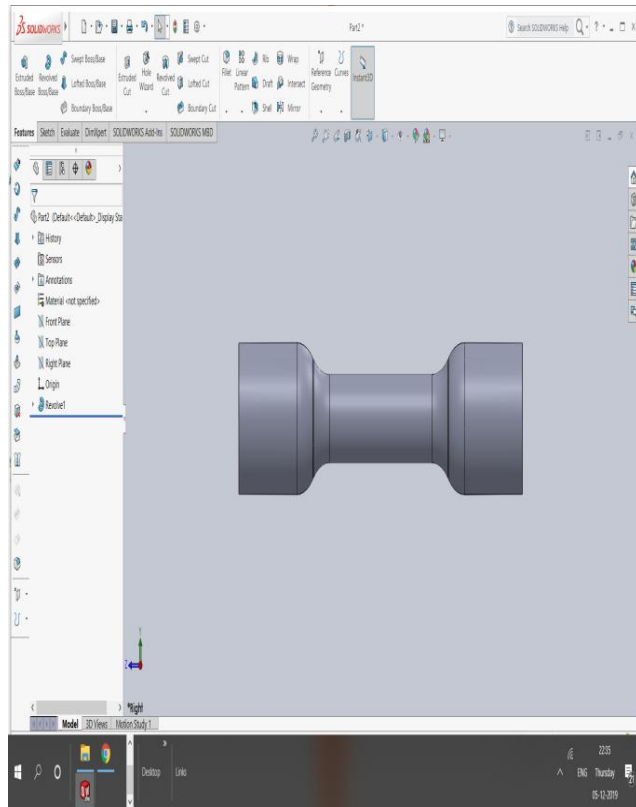 SOLIDWORKS
Part2 *
Search SOLIDWORKS Help
Extruded Boss/Base
Revolved Boss/Base
Swept Boss/Base
Lofted Boss/Base
Boundary Boss/Base
Extruded Cut
Hole Wizard
Revolved Cut
Swept Cut
Lofted Cut
Boundary Cut
Fillet
Linear Pattern
Rib
Draft
Shell
Wrap
Intersect
Mirror
Reference Geometry
Curves
Instant3D
Features Sketch Evaluate DimXpert SOLIDWORKS Add-Ins SOLIDWORKS MBD
Part2 (Default<<Default>_Display Sta
History
Sensors
Annotations
Material <not specified>
Front Plane
Top Plane
Right Plane
Origin
Revolve1
Y
Z
*Right
Model 3D Views Motion Study 1
Desktop
Links
ENG
22:35
Thursday
05-12-2019
21